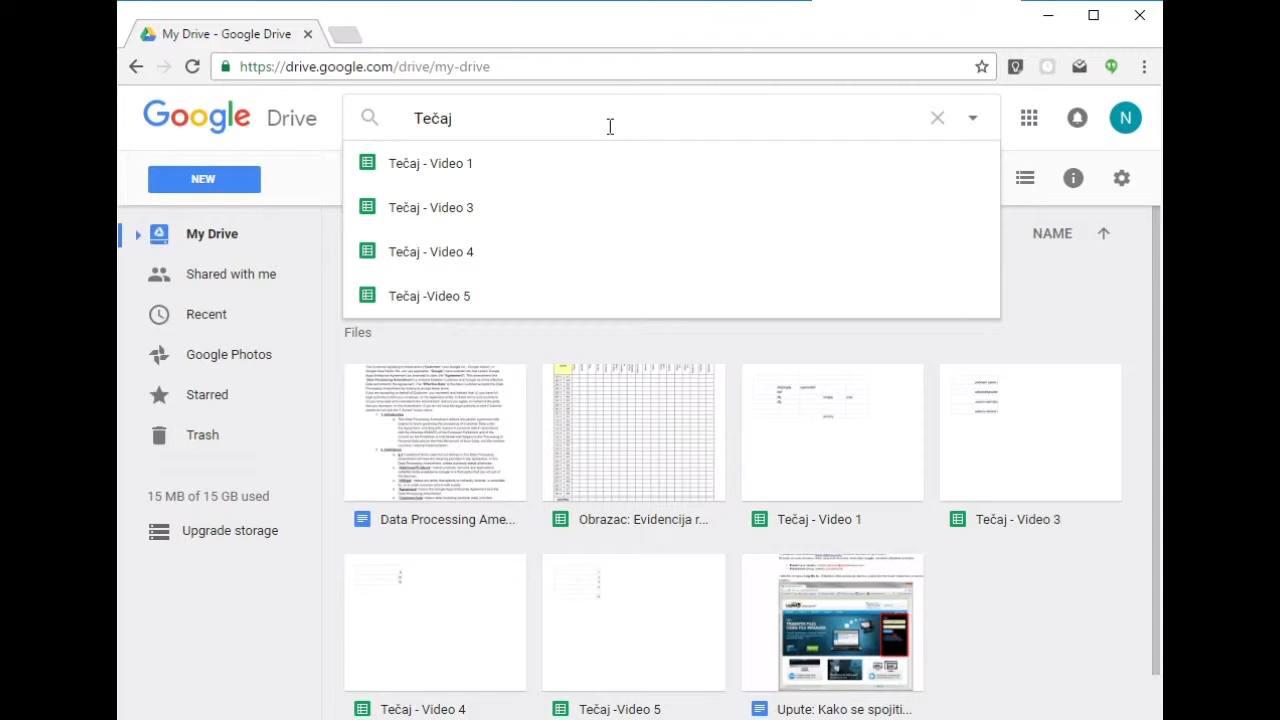 My Drive - Google Drive
https://drive.google.com/drive/my-drive
Google Drive
Tečaj
N
Tečaj - Video 1
Tečaj - Video 3
Tečaj - Video 4
Tečaj -Video 5
NEW
NAME
My Drive
Shared with me
Recent
Google Photos
Starred
Trash
15 MB of 15 GB used
Upgrade storage
Files
Data Processing Ame...
Obrazac: Evidencija r...
Tečaj - Video 1
Tečaj - Video 3
Tečaj - Video 4
Tečaj -Video 5
Upute: Kako se spojiti...